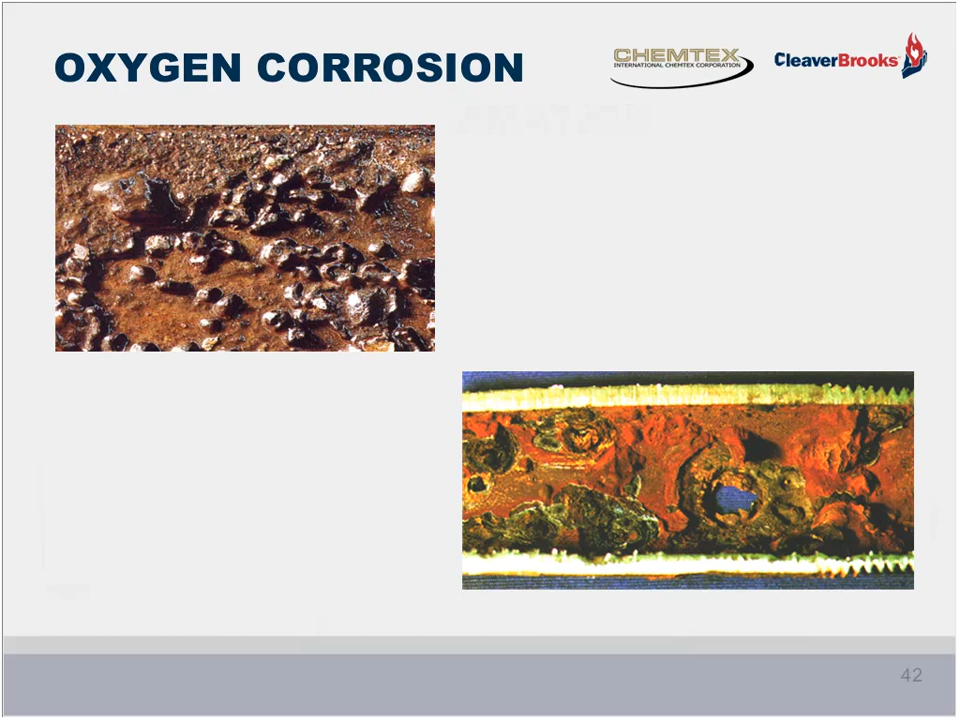 OXYGEN CORROSION
CHEMTEX
INTERNATIONAL CHEMTEX CORPORATION
CleaverBrooks
42